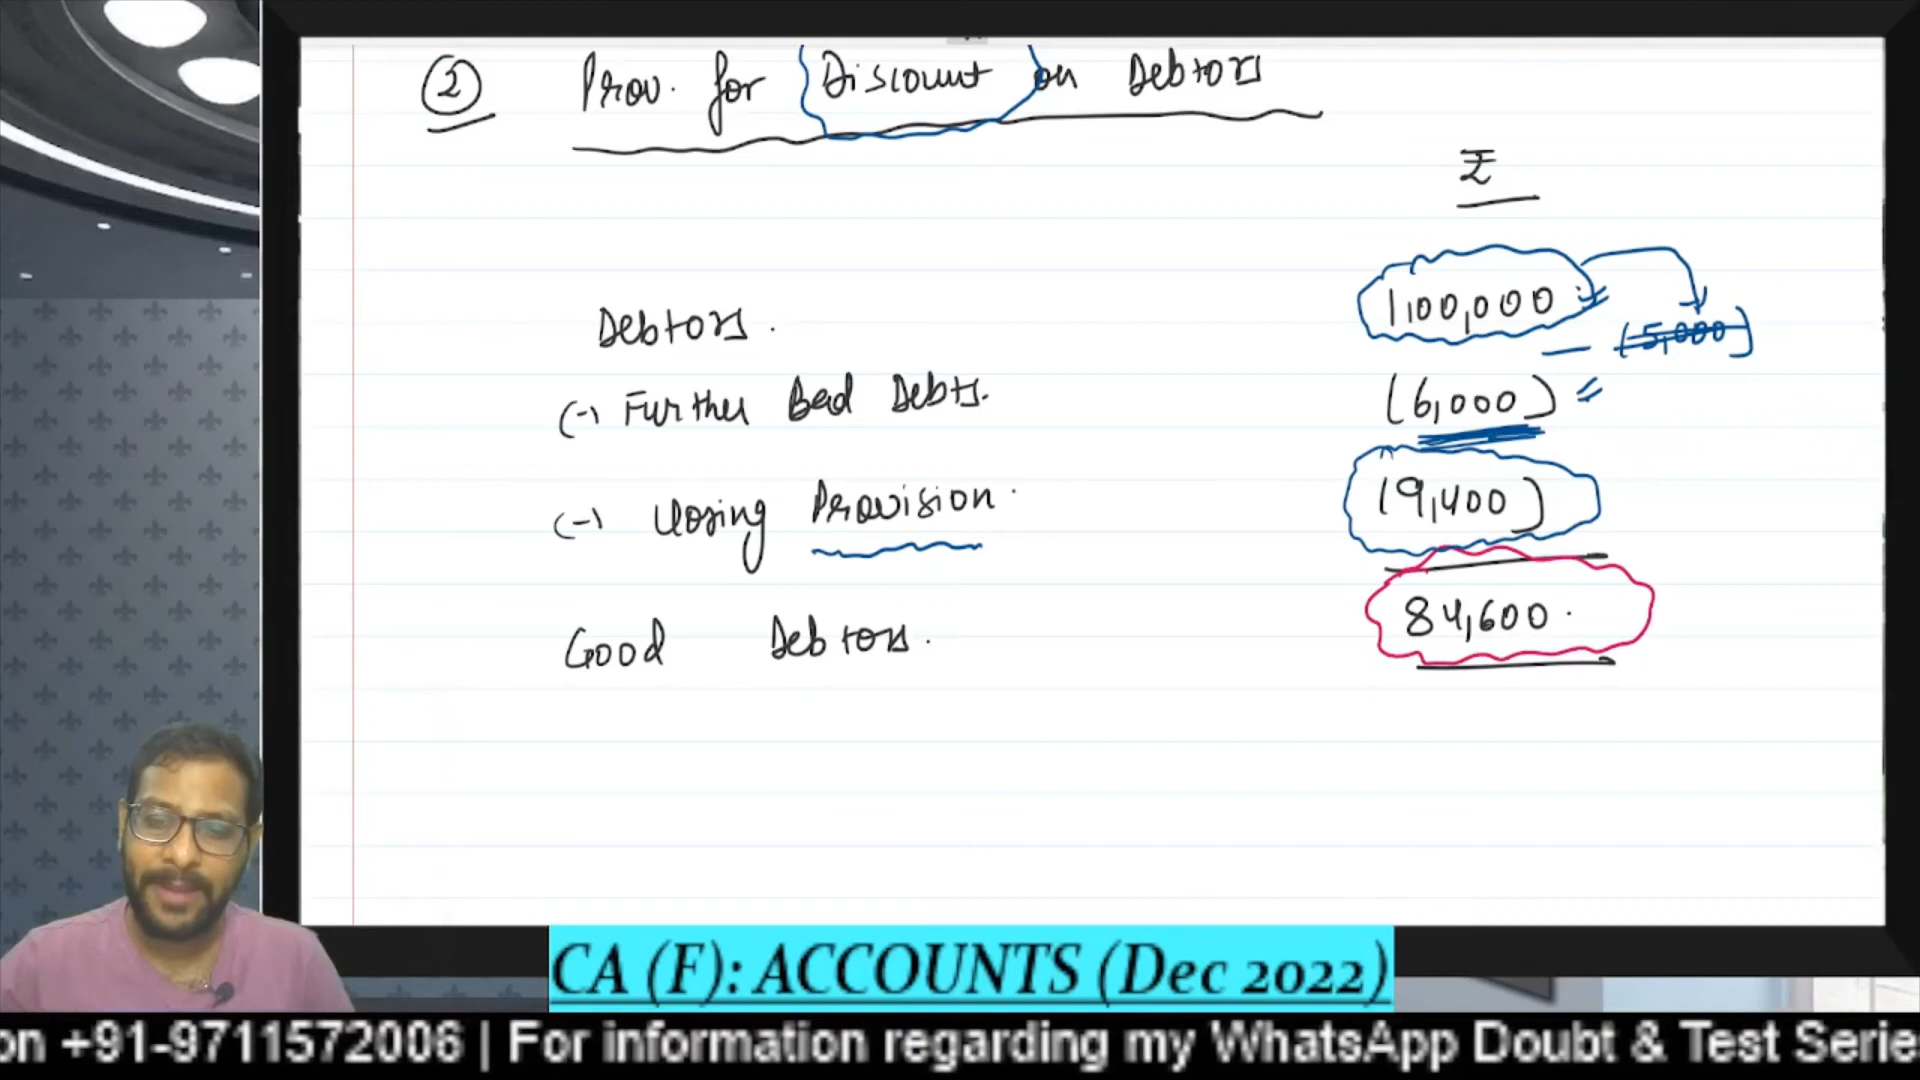 ② Prov. for Discount on Debtors
₹
Debtors. 1,00,000
(5,000)
(-) Further Bad Debts. (6,000)
(-) Closing Provision. (9,400)
Good Debtors. 84,600
CA (F): ACCOUNTS (Dec 2022)
on +91-9711572006 | For information regarding my WhatsApp Doubt & Test Serie